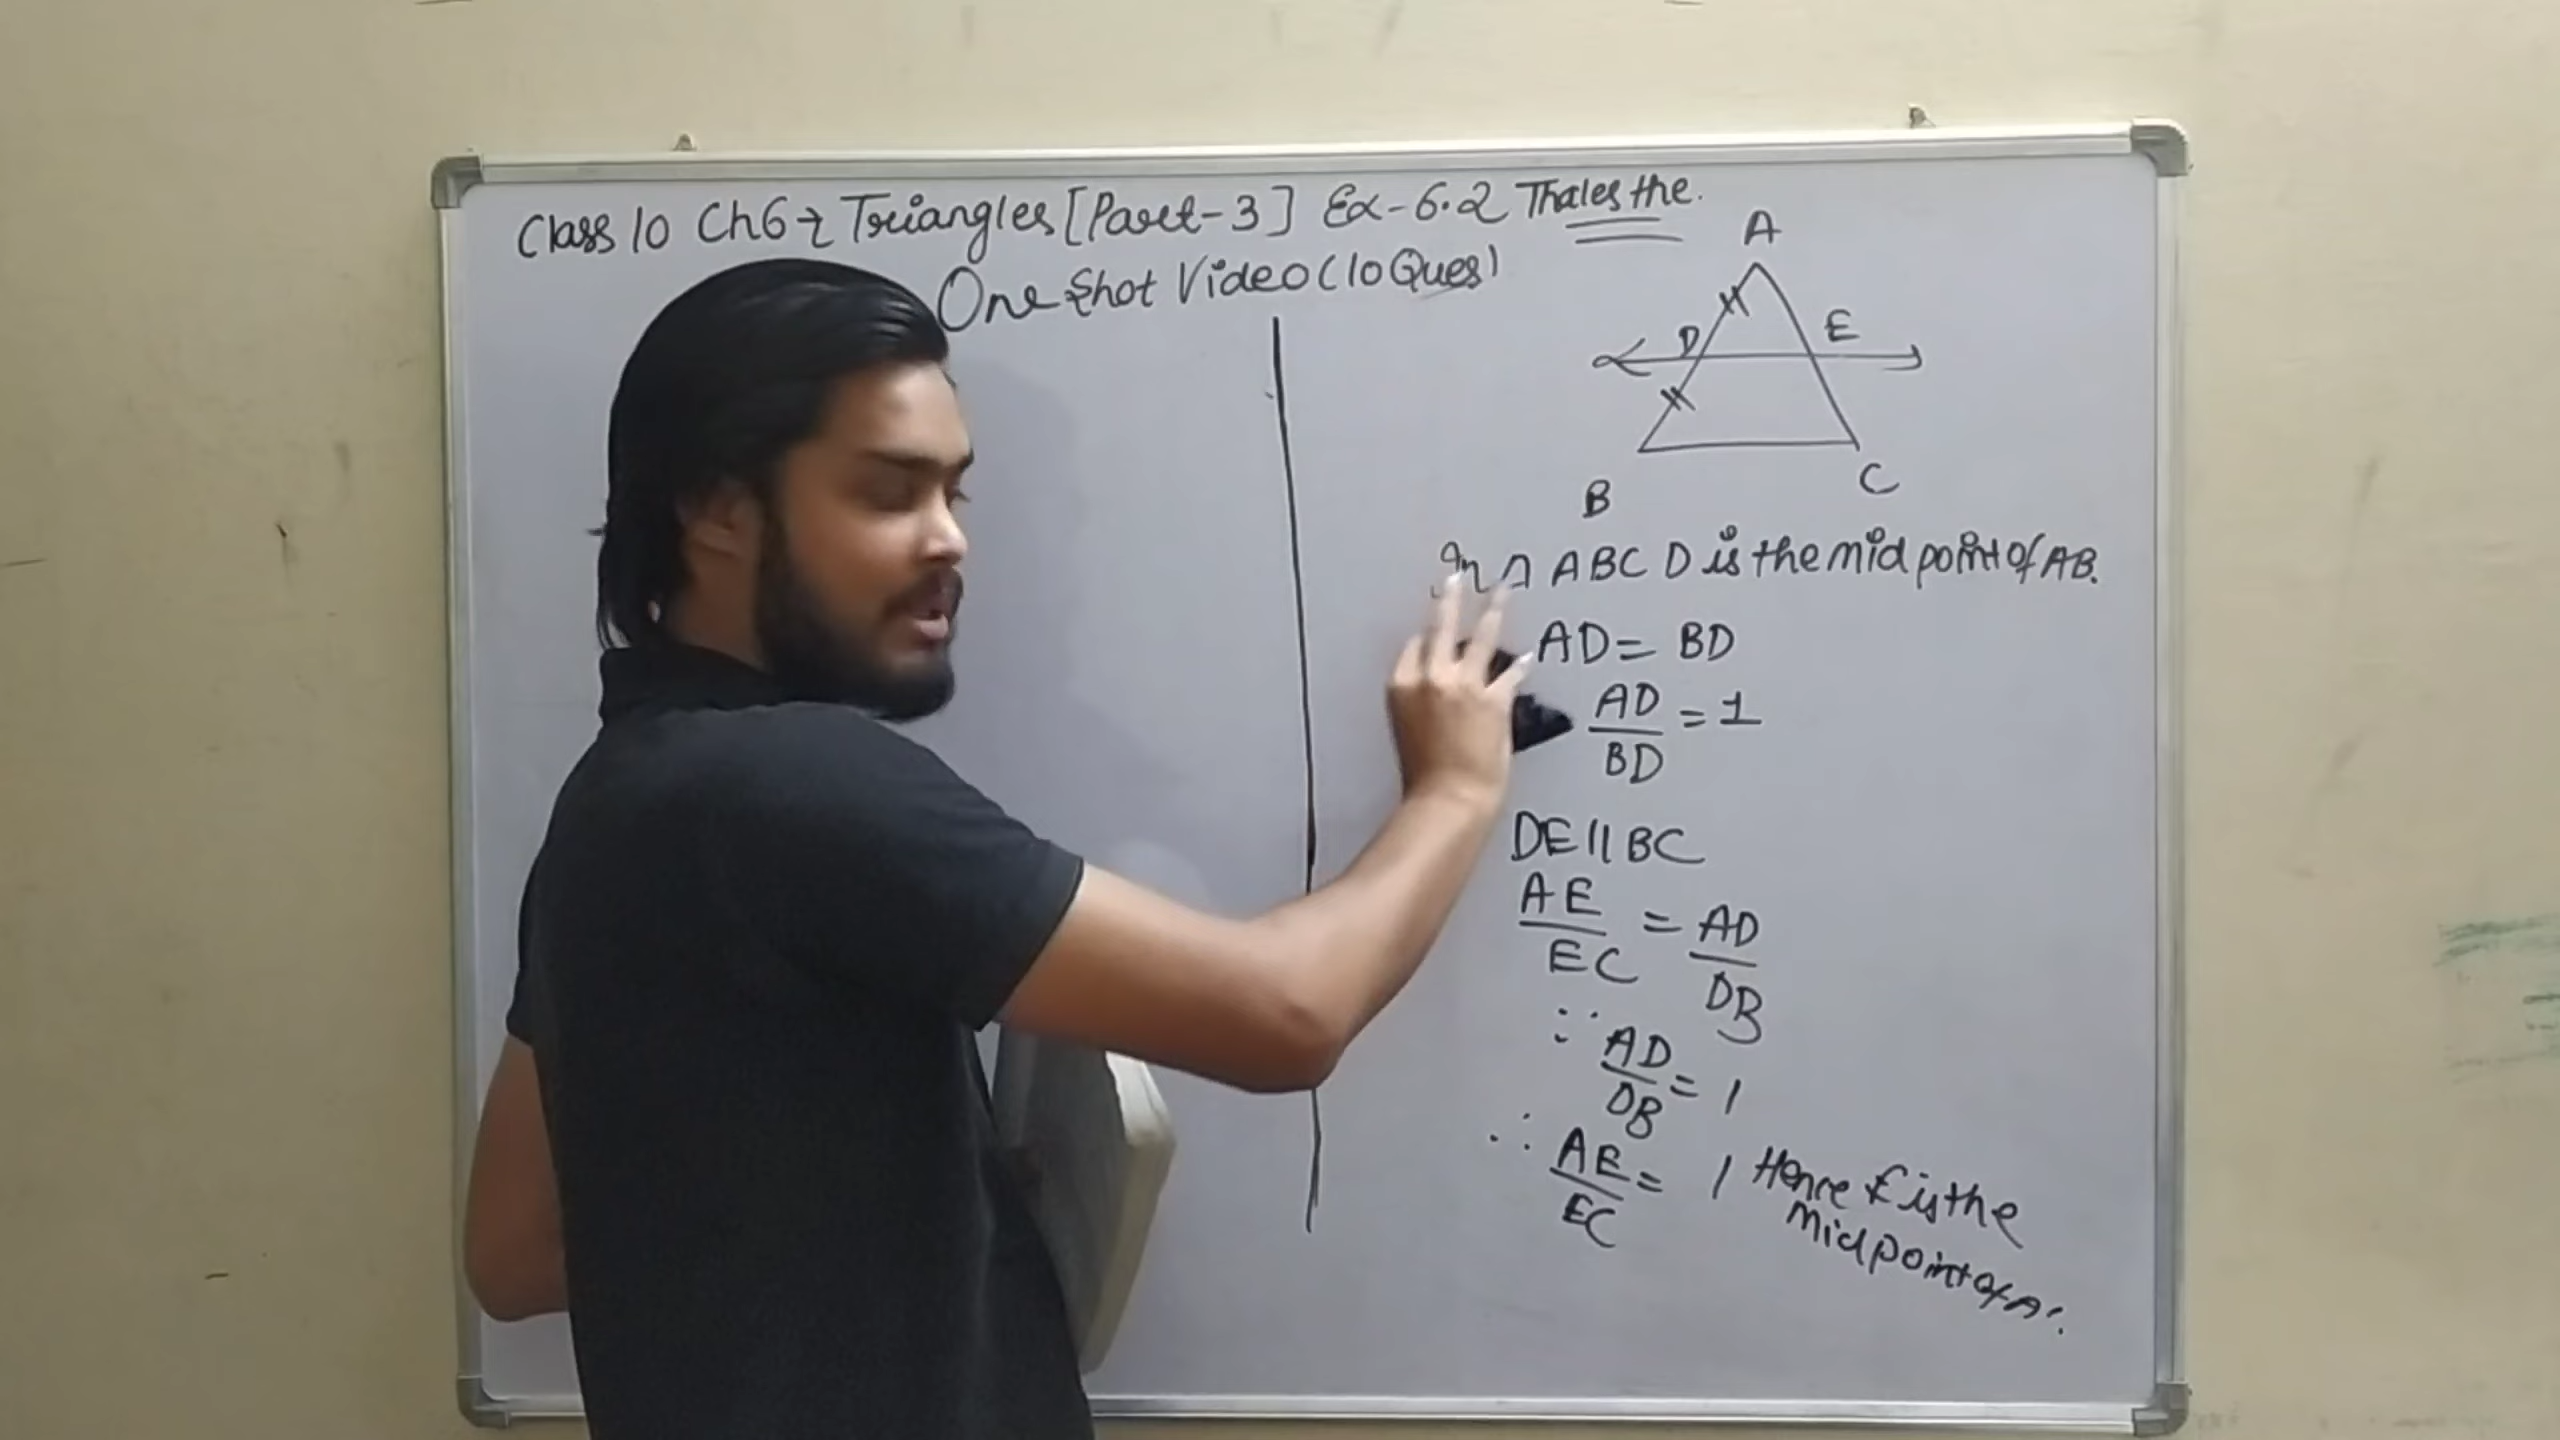 Class 10 Ch6 Triangles [Part-3] Ex-6.2 Thales the.
One Shot Video (10 Ques)
A
D
E
B
C
In Δ ABC D is the mid point of AB.
AD = BD
AD/BD = 1
DE || BC
AE/EC = AD/DB
∵ AD/DB = 1
∴ AE/EC = 1 Hence E is the
Midpoint of